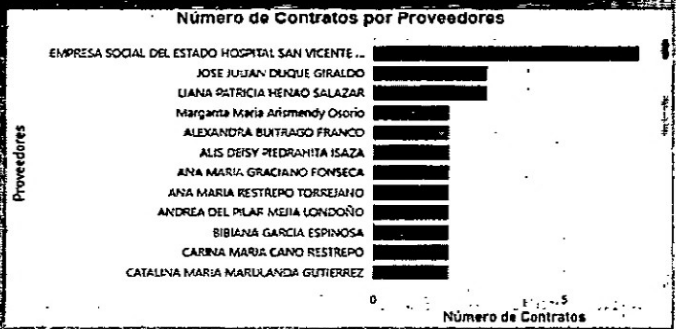 Número de Contratos por Proveedores
EMPRESA SOCIAL DEL ESTADO HOSPITAL SAN VICENTE ...
JOSE JULIAN DUQUE GIRALDO
LIANA PATRICIA HENAO SALAZAR
Margarita Maria Arismendy Osorio
ALEXANDRA BUITRAGO FRANCO
ALIS DEISY PIEDRAHITA ISAZA
ANA MARIA GRACIANO FONSECA
ANA MARIA RESTREPO TORREJANO
ANDREA DEL PILAR MEJIA LONDOÑO
BIBIANA GARCIA ESPINOSA
CARINA MARIA CANO RESTREPO
CATALINA MARIA MARULANDA GUTIERREZ
Proveedores
0 5
Número de Contratos